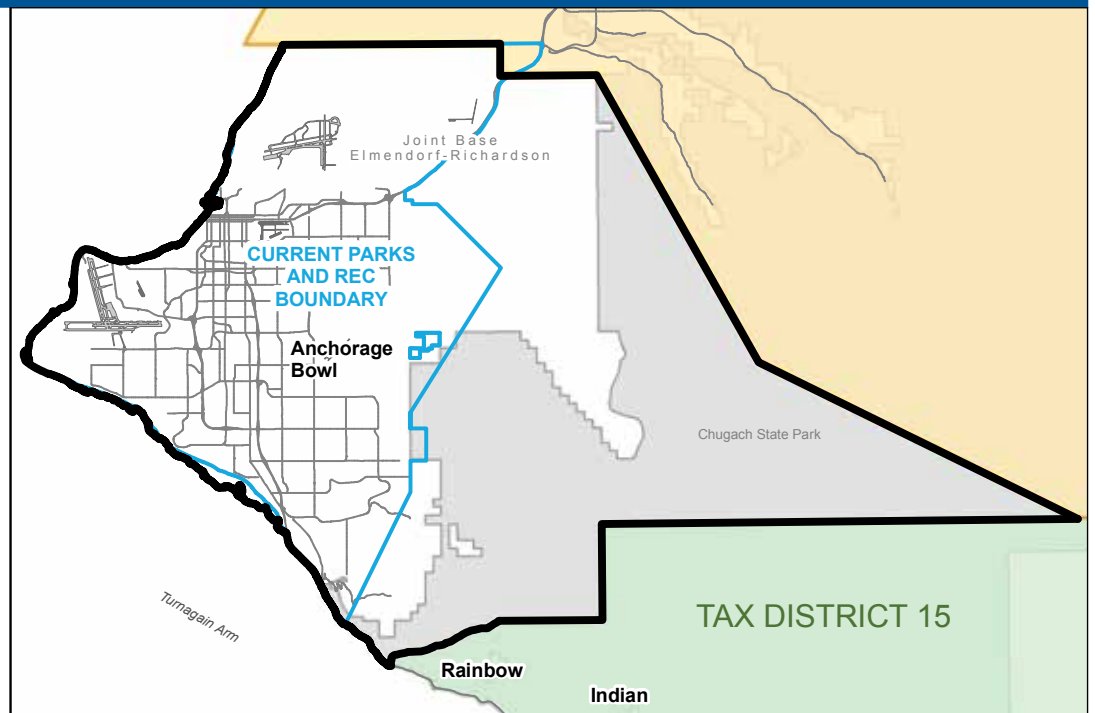 Joint Base
Elmendorf-Richardson
CURRENT PARKS
AND REC
BOUNDARY
Anchorage
Bowl
Chugach State Park
Turnagain Arm
TAX DISTRICT 15
Rainbow
Indian